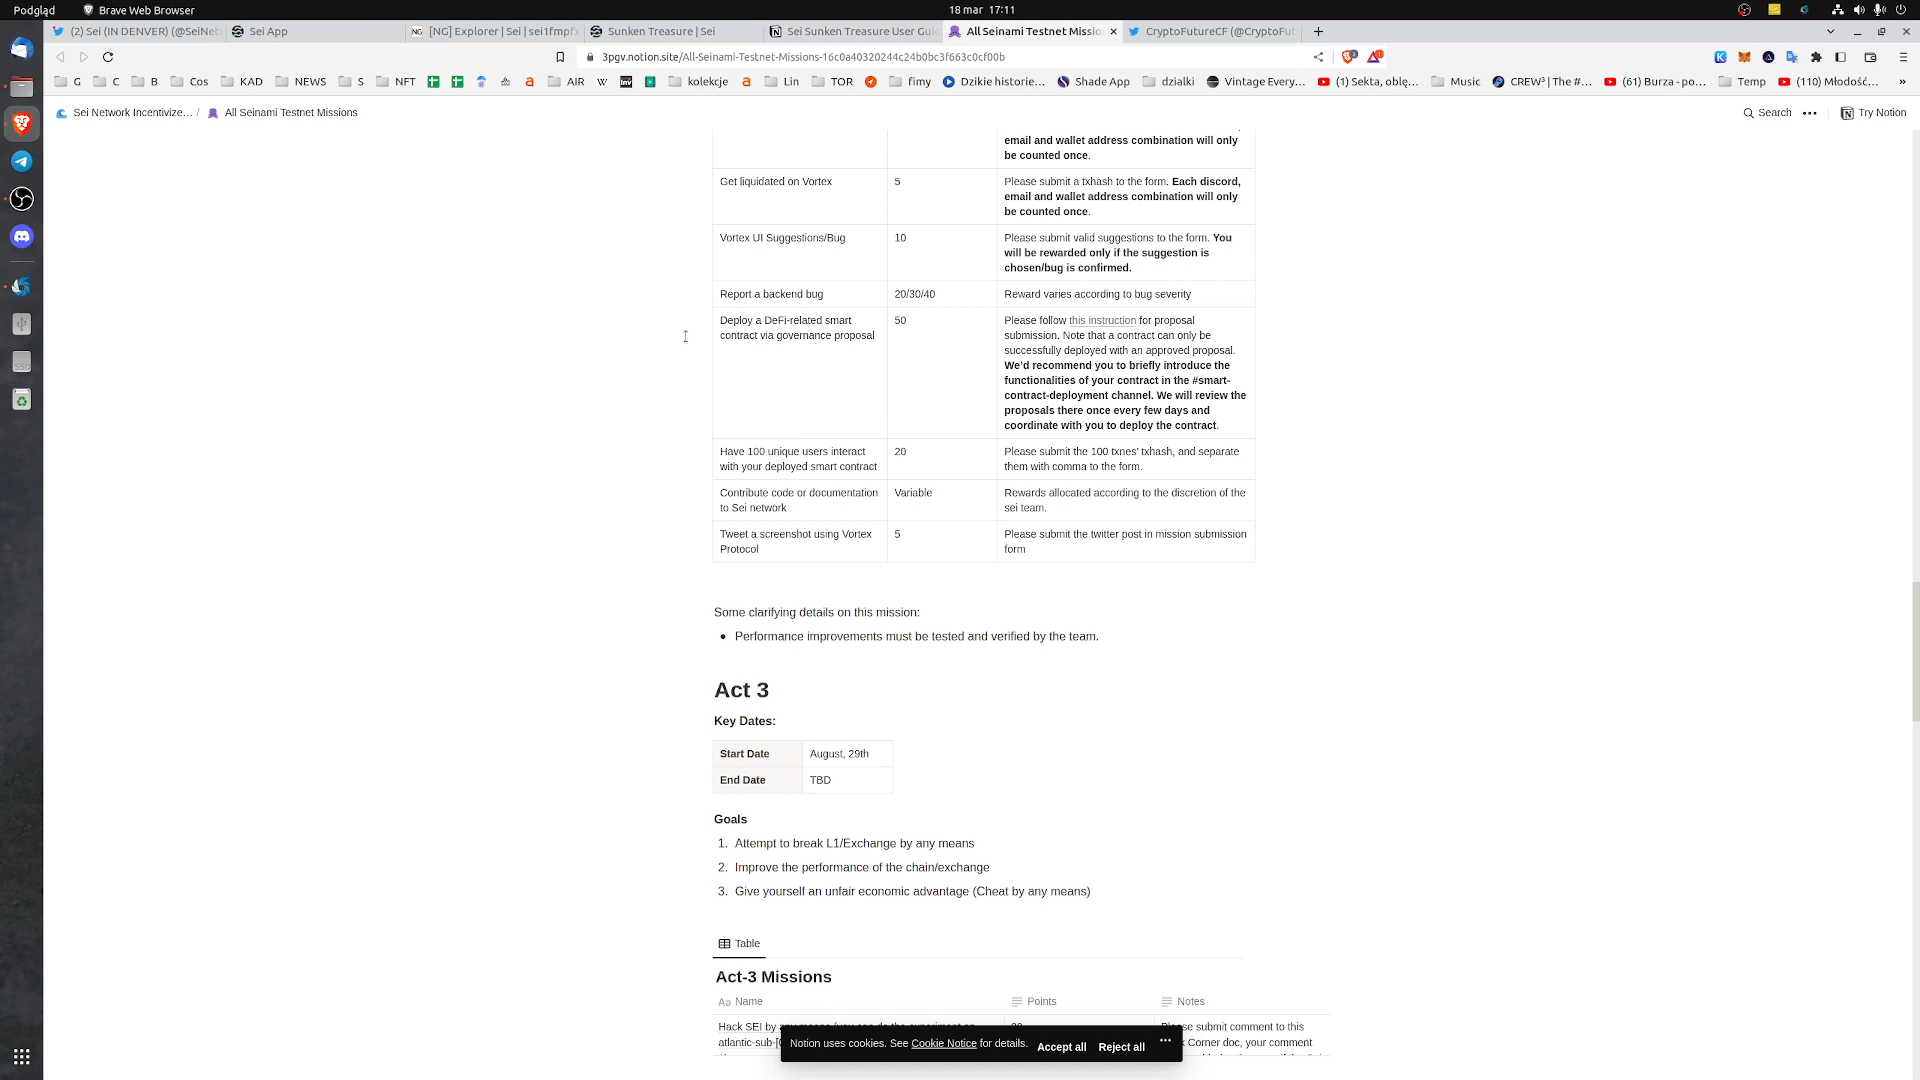 Podgląd
Brave Web Browser
18 mar 17:11
(2) Sei (IN DENVER) (@SeiNet
Sei App
[NG] Explorer | Sei | sei1fmpfx
Sunken Treasure | Sei
Sei Sunken Treasure User Guid
All Seinami Testnet Missio
CryptoFutureCF (@CryptoFut
3pgv.notion.site/All-Seinami-Testnet-Missions-16c0a40320244c24b0bc3f663c0cf00b
G
C
B
Cos
KAD
NEWS
S
NFT
AIR
kolekcje
Lin
TOR
fimy
Dzikie historie…
Shade App
dzialki
Vintage Every…
(1) Sekta, oblę…
Music
CREW³ | The #…
(61) Burza - po…
Temp
(110) Młodość…
Sei Network Incentivize… /
All Seinami Testnet Missions
Search
Try Notion
email and wallet address combination will only
be counted once.
Get liquidated on Vortex
5
Please submit a txhash to the form. Each discord,
email and wallet address combination will only
be counted once.
Vortex UI Suggestions/Bug
10
Please submit valid suggestions to the form. You
will be rewarded only if the suggestion is
chosen/bug is confirmed.
Report a backend bug
20/30/40
Reward varies according to bug severity
Deploy a DeFi-related smart
contract via governance proposal
50
Please follow this instruction for proposal
submission. Note that a contract can only be
successfully deployed with an approved proposal.
We'd recommend you to briefly introduce the
functionalities of your contract in the #smart-
contract-deployment channel. We will review the
proposals there once every few days and
coordinate with you to deploy the contract.
Have 100 unique users interact
with your deployed smart contract
20
Please submit the 100 txnes' txhash, and separate
them with comma to the form.
Contribute code or documentation
to Sei network
Variable
Rewards allocated according to the discretion of the
sei team.
Tweet a screenshot using Vortex
Protocol
5
Please submit the twitter post in mission submission
form
Some clarifying details on this mission:
• Performance improvements must be tested and verified by the team.
Act 3
Key Dates:
Start Date
August, 29th
End Date
TBD
Goals
1. Attempt to break L1/Exchange by any means
2. Improve the performance of the chain/exchange
3. Give yourself an unfair economic advantage (Cheat by any means)
Table
Act-3 Missions
Aa Name
Points
Notes
Hack SEI by
Please submit comment to this
atlantic-sub-
Corner doc, your comment
Notion uses cookies. See Cookie Notice for details.
Accept all
Reject all